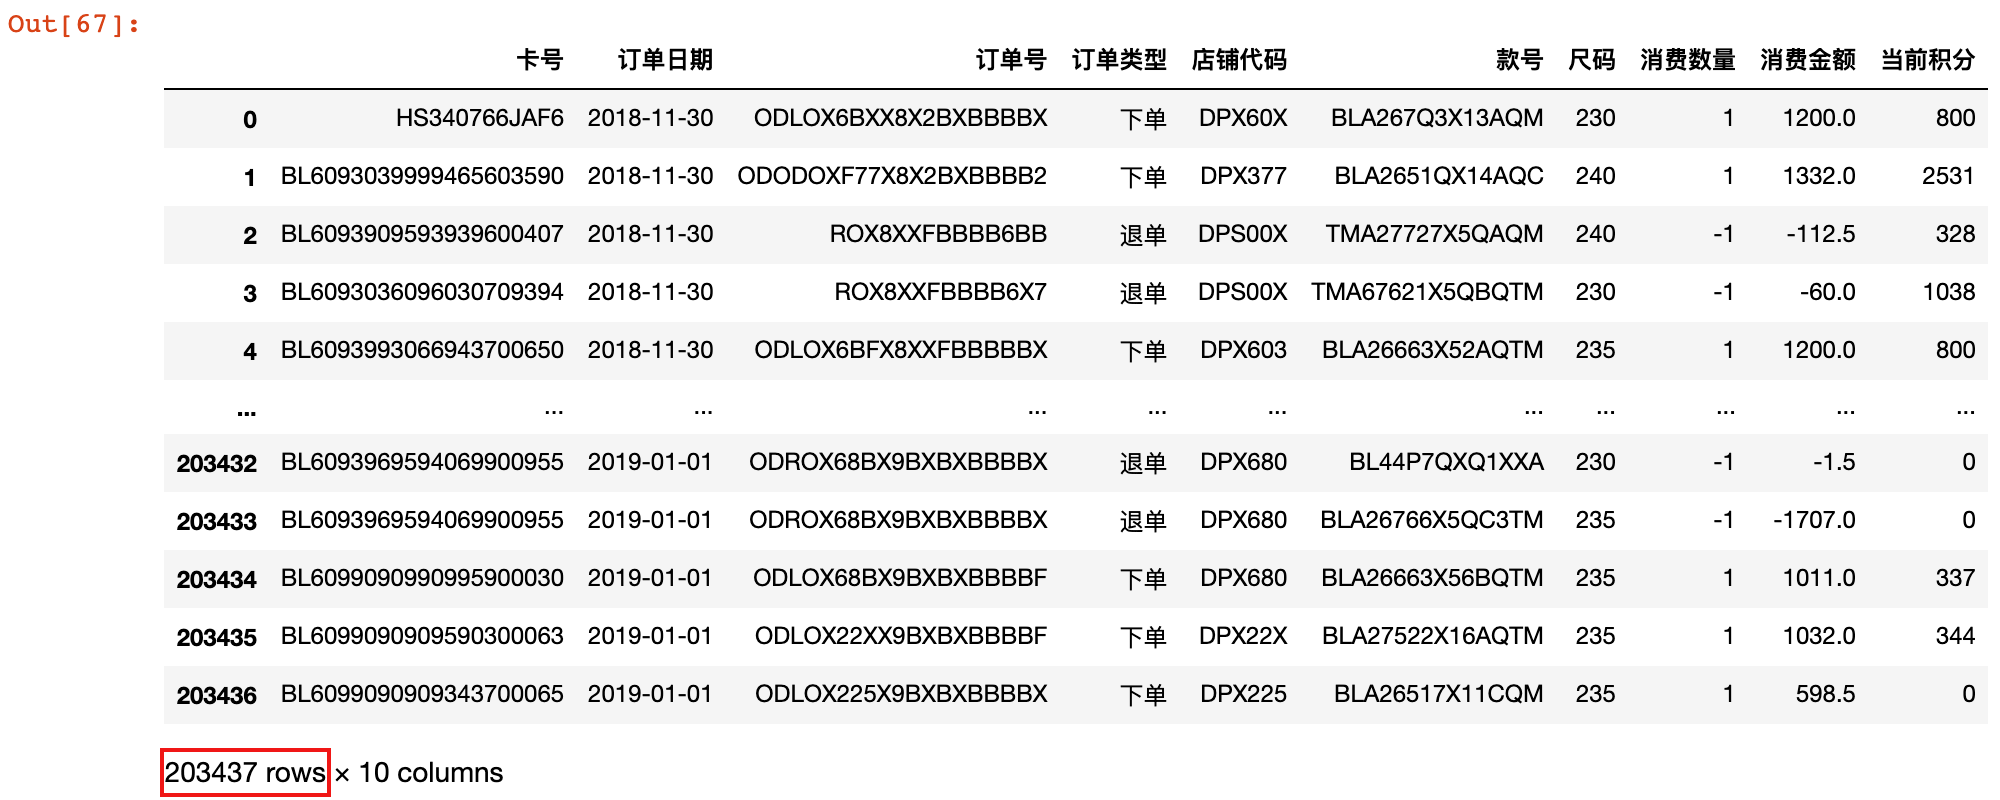 Out[67]:
卡号 订单日期 订单号 订单类型 店铺代码 款号 尺码 消费数量 消费金额 当前积分
0 HS340766JAF6 2018-11-30 ODLOX6BXX8X2BXBBBBX 下单 DPX60X BLA267Q3X13AQM 230 1 1200.0 800
1 BL6093039999465603590 2018-11-30 ODODOXF77X8X2BXBBBB2 下单 DPX377 BLA2651QX14AQC 240 1 1332.0 2531
2 BL6093909593939600407 2018-11-30 ROX8XXFBBBB6BB 退单 DPS00X TMA27727X5QAQM 240 -1 -112.5 328
3 BL6093036096030709394 2018-11-30 ROX8XXFBBBB6X7 退单 DPS00X TMA67621X5QBQTM 230 -1 -60.0 1038
4 BL6093993066943700650 2018-11-30 ODLOX6BFX8XXFBBBBBX 下单 DPX603 BLA26663X52AQTM 235 1 1200.0 800
... ... ... ... ... ... ... ... ... ... ...
203432 BL6093969594069900955 2019-01-01 ODROX68BX9BXBXBBBBX 退单 DPX680 BL44P7QXQ1XXA 230 -1 -1.5 0
203433 BL6093969594069900955 2019-01-01 ODROX68BX9BXBXBBBBX 退单 DPX680 BLA26766X5QC3TM 235 -1 -1707.0 0
203434 BL6099090990995900030 2019-01-01 ODLOX68BX9BXBXBBBBF 下单 DPX680 BLA26663X56BQTM 235 1 1011.0 337
203435 BL6099090909590300063 2019-01-01 ODLOX22XX9BXBXBBBBF 下单 DPX22X BLA27522X16AQTM 235 1 1032.0 344
203436 BL6099090909343700065 2019-01-01 ODLOX225X9BXBXBBBBX 下单 DPX225 BLA26517X11CQM 235 1 598.5 0
203437 rows × 10 columns